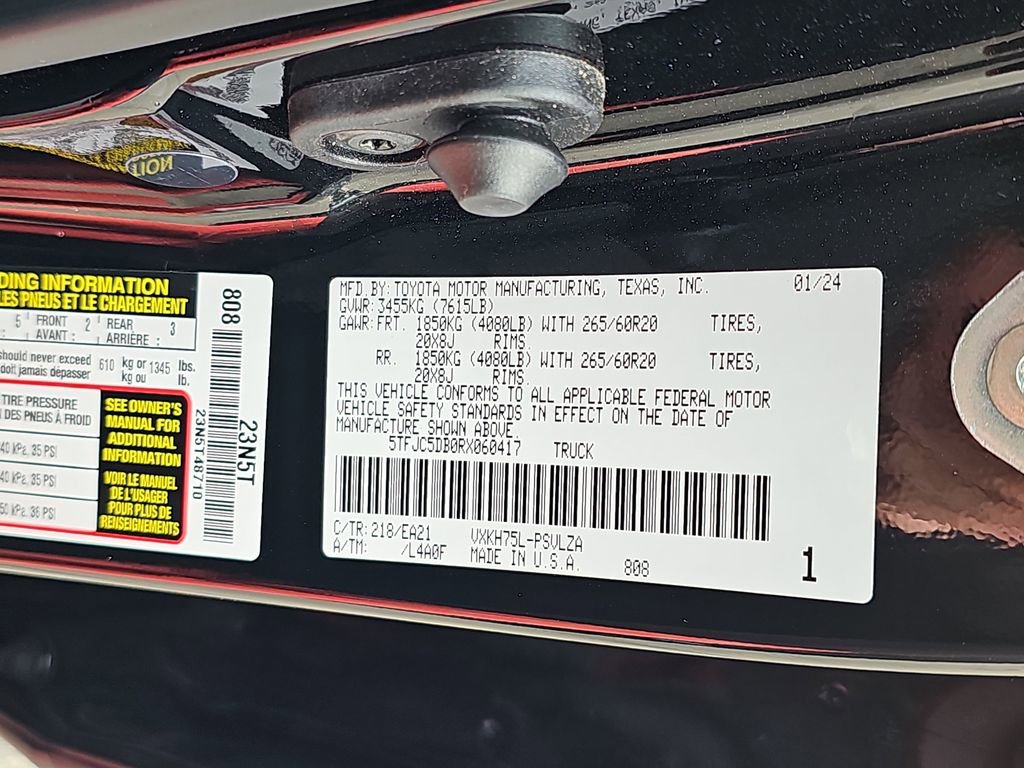 NON
DING INFORMATION
LES PNEUS ET LE CHARGEMENT
5 FRONT 2 REAR 3
AVANT : ARRIÈRE :
should never exceed 610 kg or 1345 lbs.
doit jamais dépasser kg ou lb.
TIRE PRESSURE
DES PNEUS À FROID
40 kPa, 35 PSI
40 kPa, 35 PSI
50 kPa, 36 PSI
SEE OWNER'S
MANUAL FOR
ADDITIONAL
INFORMATION
VOIR LE MANUEL
DE L'USAGER
POUR PLUS DE
RENSEIGNEMENTS
808
23N5T48710
23N5T
MFD.BY:TOYOTA MOTOR MANUFACTURING, TEXAS, INC. 01/24
GVWR:3455KG (7615LB)
GAWR:FRT. 1850KG (4080LB) WITH 265/60R20 TIRES,
20X8J RIMS.
RR. 1850KG (4080LB) WITH 265/60R20 TIRES,
20X8J RIMS.
THIS VEHICLE CONFORMS TO ALL APPLICABLE FEDERAL MOTOR
VEHICLE SAFETY STANDARDS IN EFFECT ON THE DATE OF
MANUFACTURE SHOWN ABOVE.
5TFJC5DB0RX060417 TRUCK
C/TR:218/EA21 VXKH75L-PSVLZA
A/TM: /L4A0F MADE IN U.S.A. 808
1